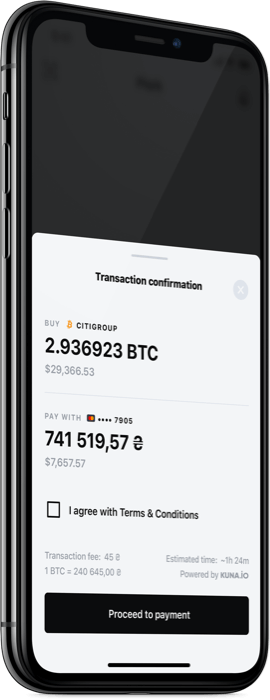 Transaction confirmation
BUY CITIGROUP
2.936923 BTC
$29,366.53
PAY WITH •••• 7905
741 519,57 ₴
$7,657.57
I agree with Terms & Conditions
Transaction fee: 45 ₴
Estimated time: ~1h 24m
1 BTC = 240 645,00 ₴
Powered by KUNA.iO
Proceed to payment